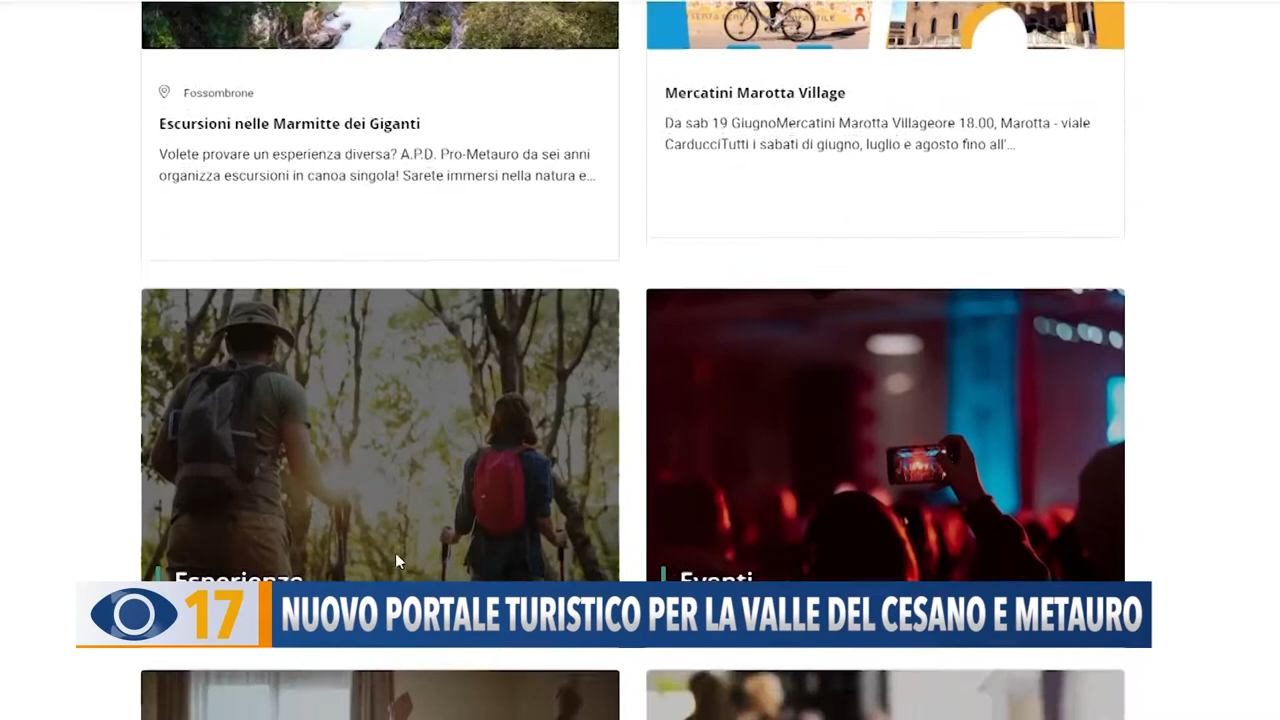 Fossombrone
Escursioni nelle Marmitte dei Giganti
Volete provare un esperienza diversa? A.P.D. Pro-Metauro da sei anni
organizza escursioni in canoa singola! Sarete immersi nella natura e...
Mercatini Marotta Village
Da sab 19 GiugnoMercatini Marotta Villageore 18.00, Marotta - viale
CarducciTutti i sabati di giugno, luglio e agosto fino all'...
Esperienze
Eventi
17
NUOVO PORTALE TURISTICO PER LA VALLE DEL CESANO E METAURO